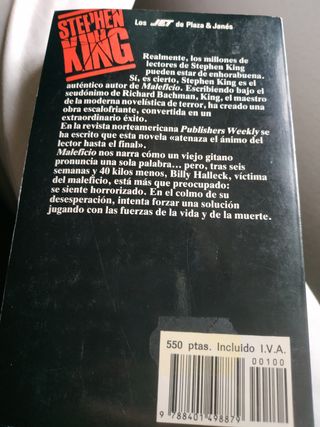 STEPHEN
KING
Los JET de Plaza & Janés
Realmente, los millones de
lectores de Stephen King
pueden estar de enhorabuena.
Sí, es cierto, Stephen King es el
auténtico autor de Maleficio. Escribiendo bajo el
seudónimo de Richard Bachman, King, el maestro
de la moderna novelística de terror, ha creado una
obra escalofriante, convertida en un
extraordinario éxito.
En la revista norteamericana Publishers Weekly se
ha escrito que esta novela «atenaza el ánimo del
lector hasta el final».
Maleficio nos narra cómo un viejo gitano
pronuncia una sola palabra... pero, tras seis
semanas y 40 kilos menos, Billy Halleck, víctima
del maleficio, está más que preocupado:
se siente horrorizado. En el colmo de su
desesperación, intenta forzar una solución
jugando con las fuerzas de la vida y de la muerte.
550 ptas. Incluido I.V.A.
00100
9 788401 498879